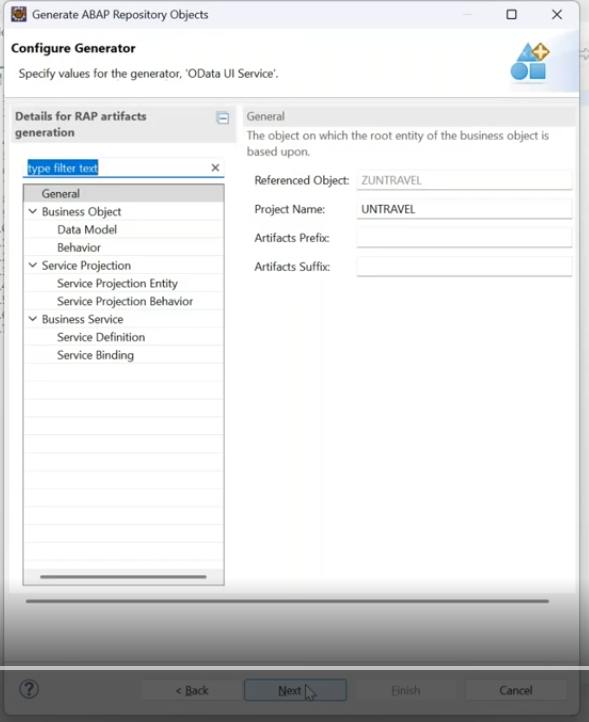 Generate ABAP Repository Objects
Configure Generator
Specify values for the generator, 'OData UI Service'.
Details for RAP artifacts
generation
type filter text
General
Business Object
Data Model
Behavior
Service Projection
Service Projection Entity
Service Projection Behavior
Business Service
Service Definition
Service Binding
General
The object on which the root entity of the business object is
based upon.
Referenced Object: ZUNTRAVEL
Project Name: UNTRAVEL
Artifacts Prefix:
Artifacts Suffix:
? < Back Next Finish Cancel